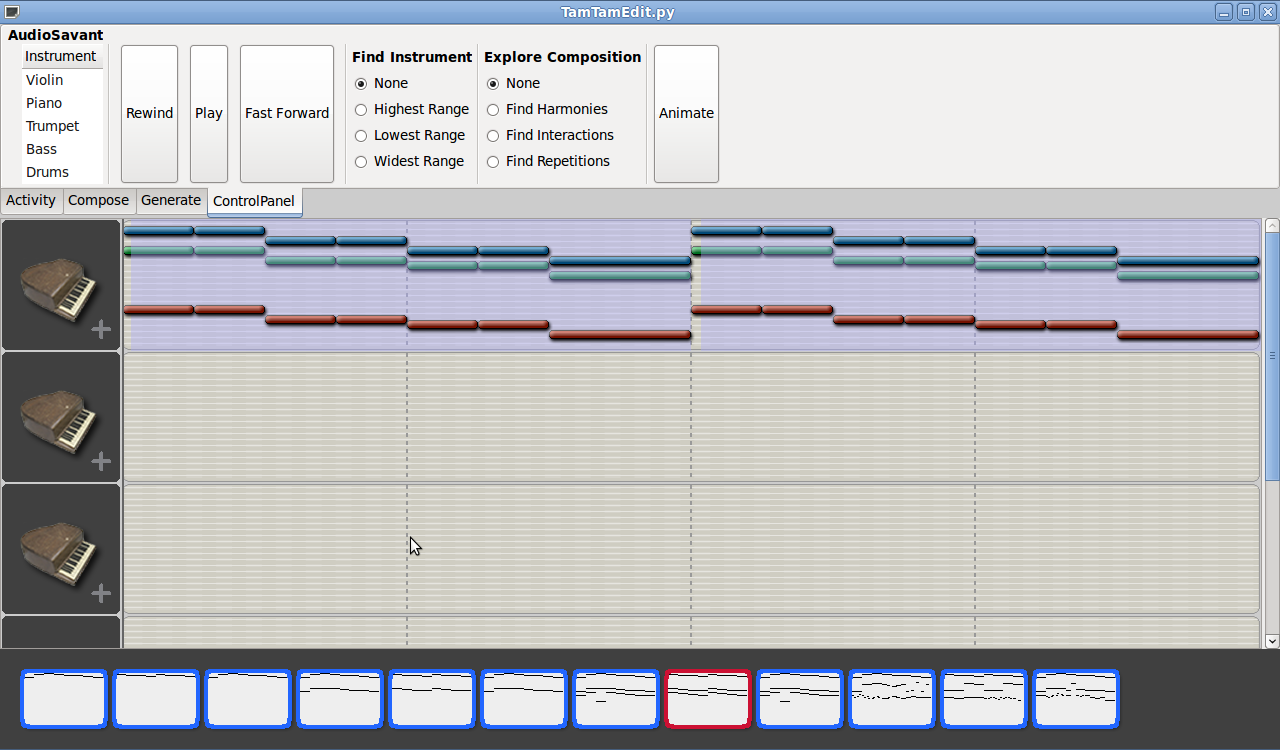 TamTamEdit.py
AudioSavant
Instrument
Violin
Piano
Trumpet
Bass
Drums
Rewind
Play
Fast Forward
Find Instrument
None
Highest Range
Lowest Range
Widest Range
Explore Composition
None
Find Harmonies
Find Interactions
Find Repetitions
Animate
Activity
Compose
Generate
ControlPanel